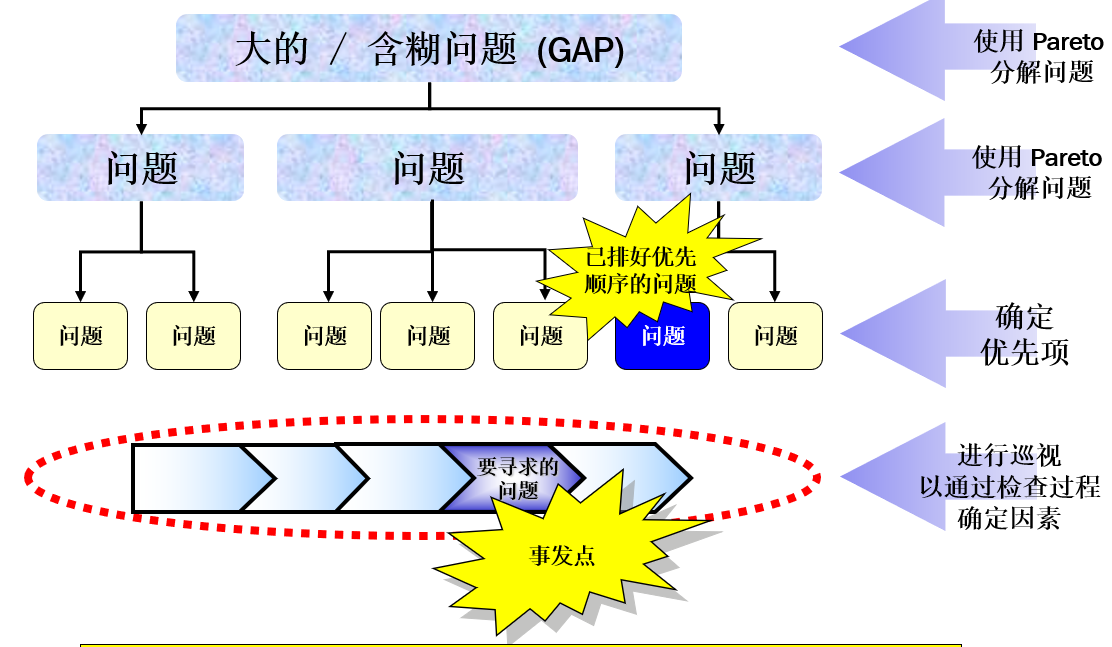 大的 / 含糊问题 (GAP)
使用 Pareto
分解问题
问题
问题
问题
使用 Pareto
分解问题
已排好优先
顺序的问题
问题
问题
问题
问题
问题
问题
问题
确定
优先项
要寻求的
问题
进行巡视
以通过检查过程
确定因素
事发点